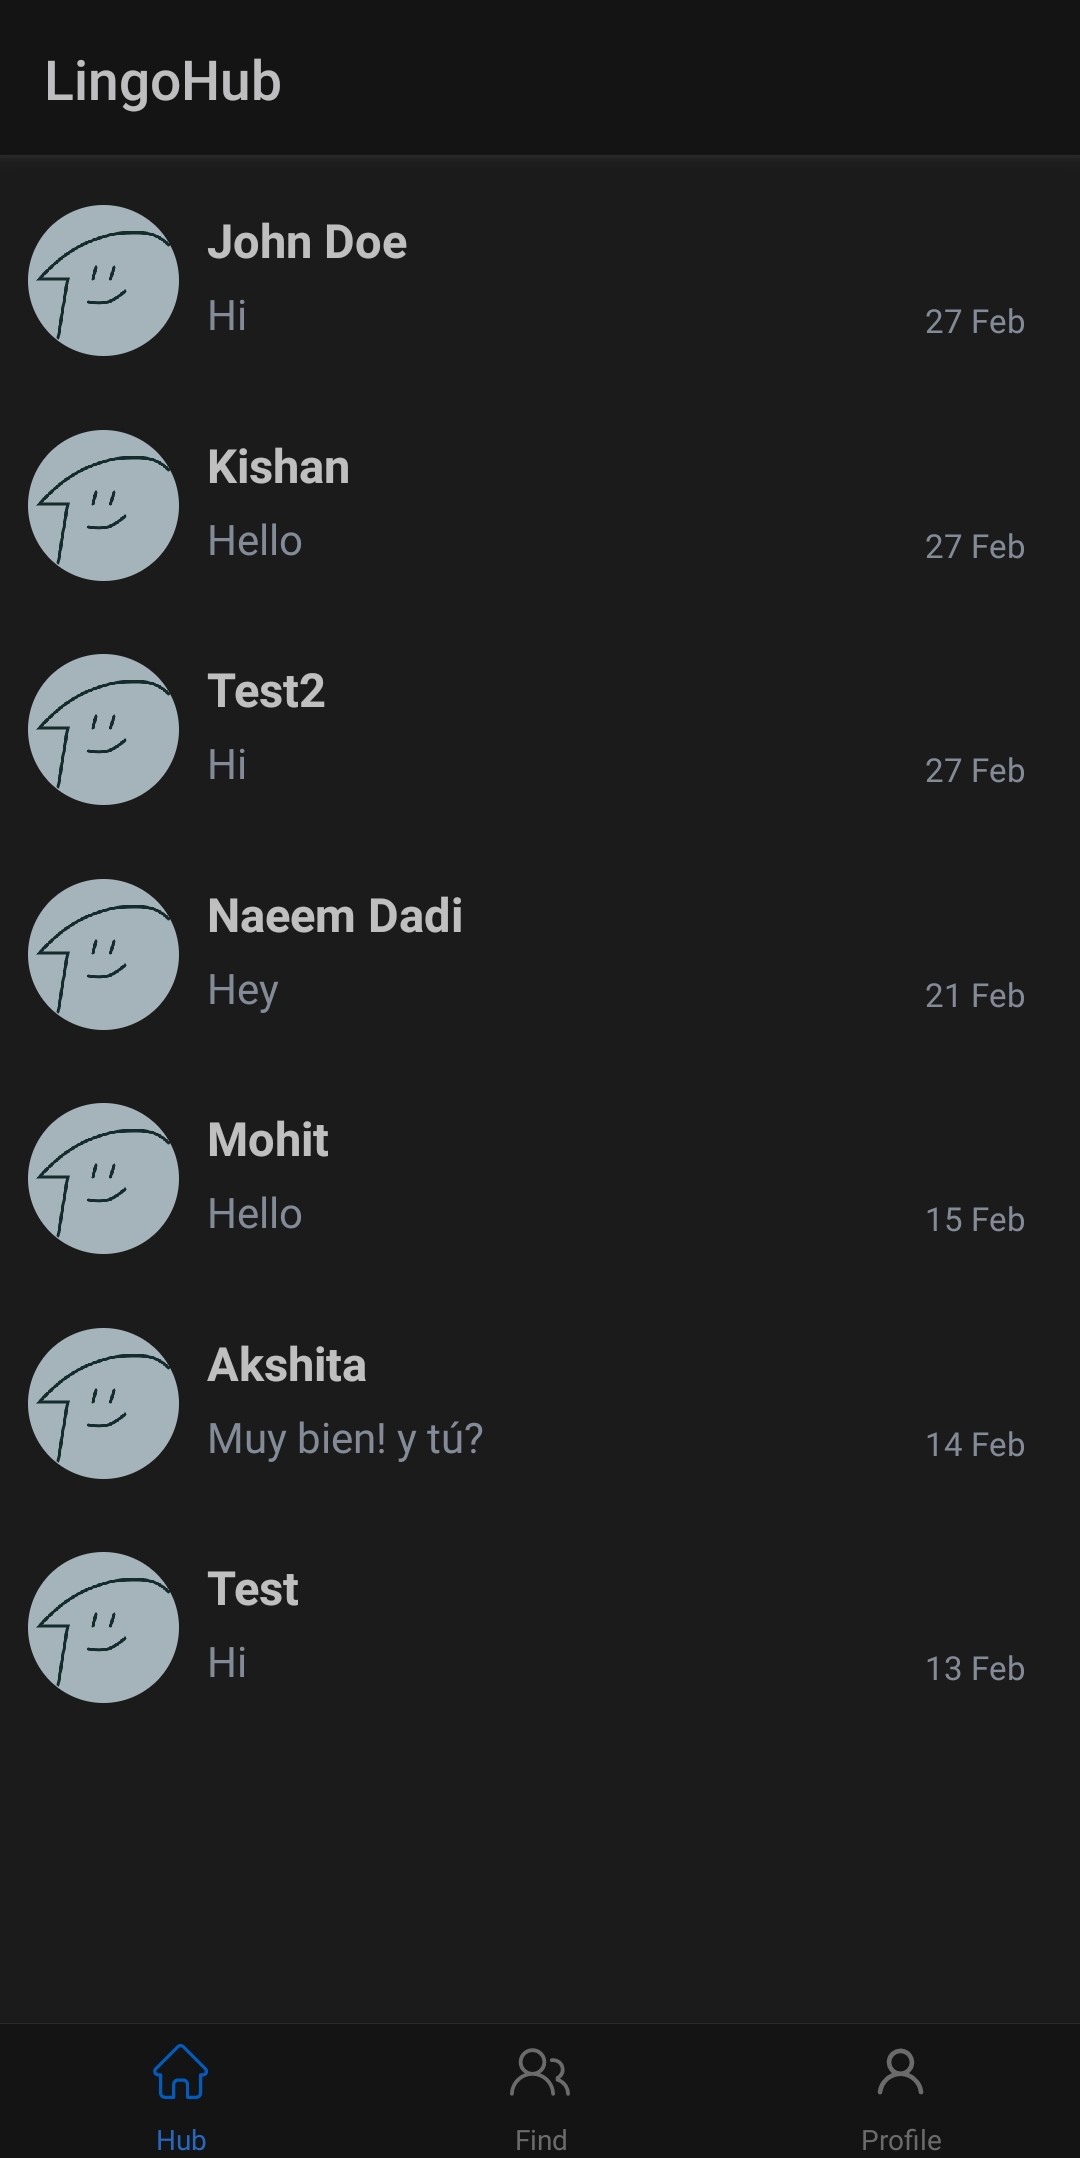 LingoHub
John Doe
Hi
27 Feb
Kishan
Hello
27 Feb
Test2
Hi
27 Feb
Naeem Dadi
Hey
21 Feb
Mohit
Hello
15 Feb
Akshita
Muy bien! y tú?
14 Feb
Test
Hi
13 Feb
Hub
Find
Profile